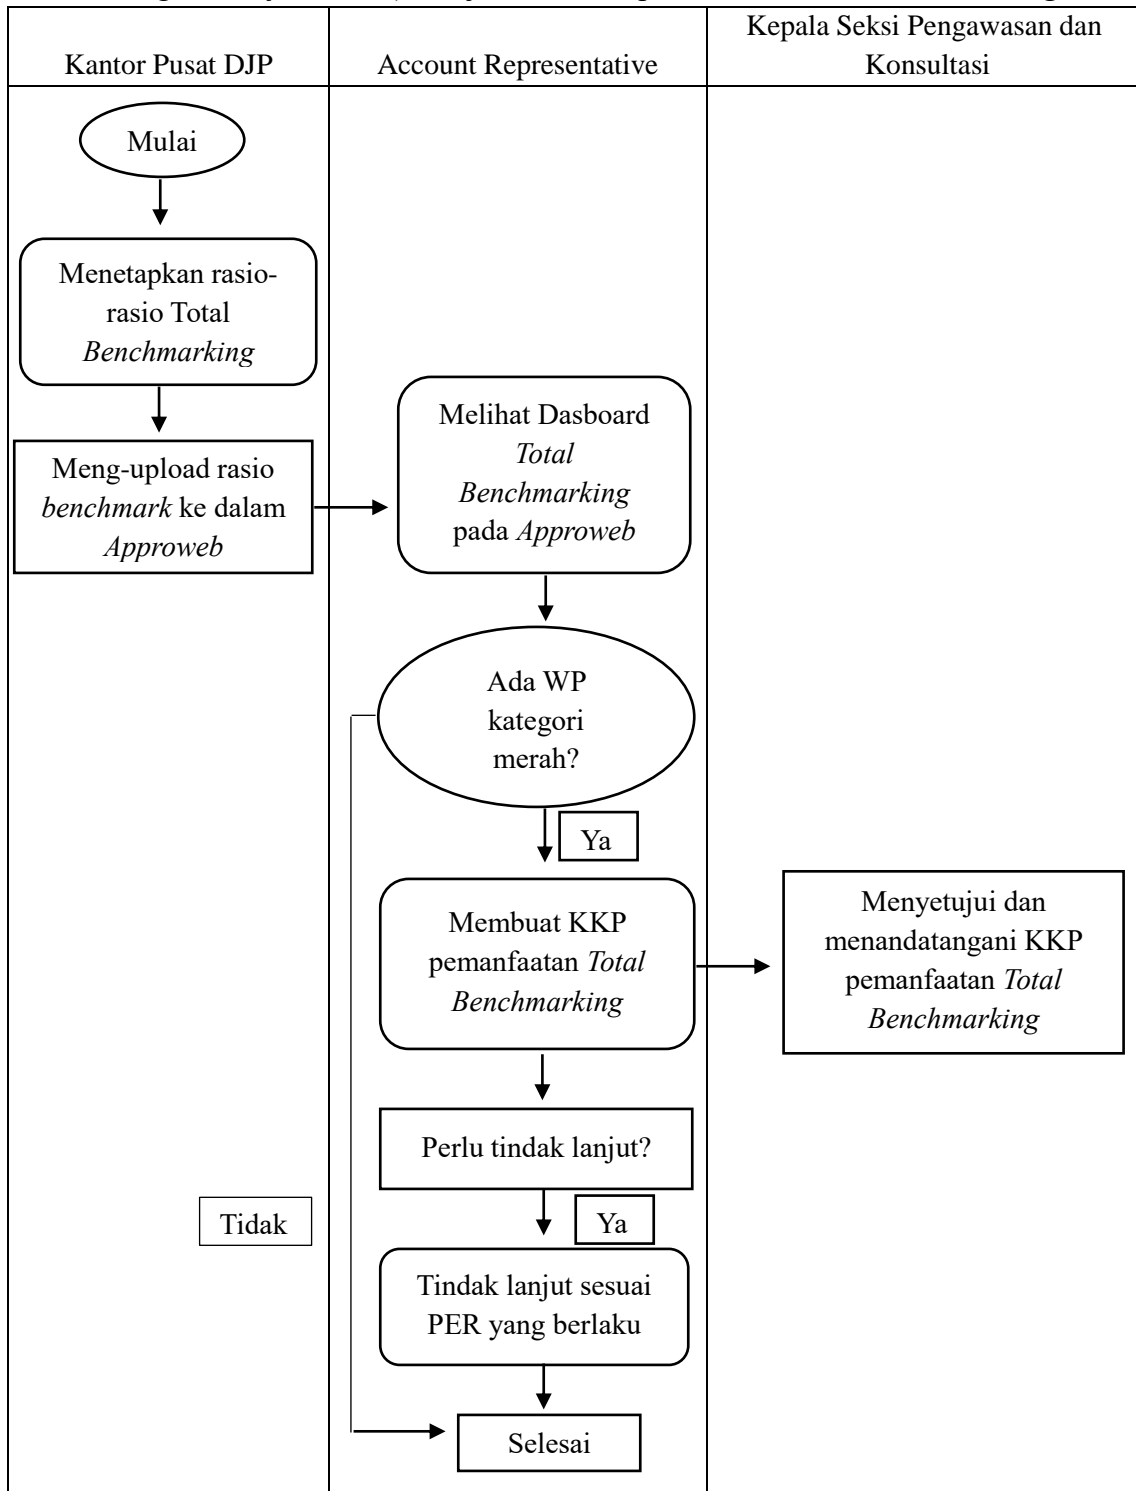 Kantor Pusat DJP
Account Representative
Kepala Seksi Pengawasan dan
Konsultasi
Mulai
Menetapkan rasio-
rasio Total
Benchmarking
Meng-upload rasio
benchmark ke dalam
Approweb
Melihat Dasboard
Total
Benchmarking
pada Approweb
Ada WP
kategori
merah?
Ya
Membuat KKP
pemanfaatan Total
Benchmarking
Menyetujui dan
menandatangani KKP
pemanfaatan Total
Benchmarking
Perlu tindak lanjut?
Tidak
Ya
Tindak lanjut sesuai
PER yang berlaku
Selesai